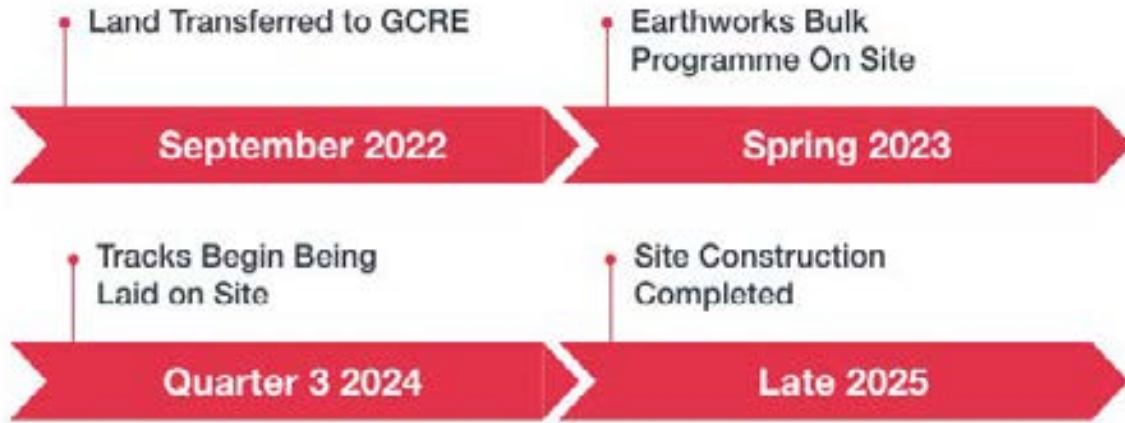 Land Transferred to GCRE
September 2022
Earthworks Bulk
Programme On Site
Spring 2023
Tracks Begin Being
Laid on Site
Quarter 3 2024
Site Construction
Completed
Late 2025